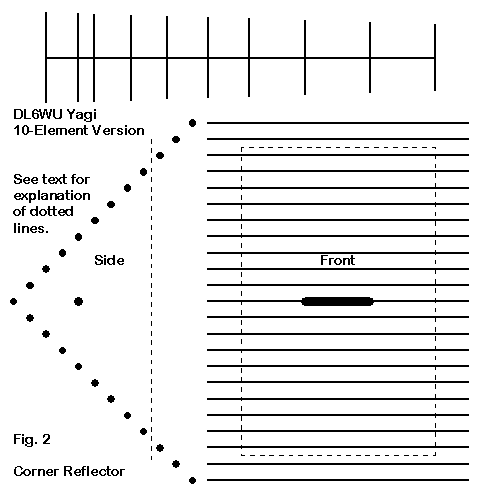 DL6WU Yagi
10-Element Version
See text for
explanation
of dotted
lines.
Side
Front
Fig. 2
Corner Reflector